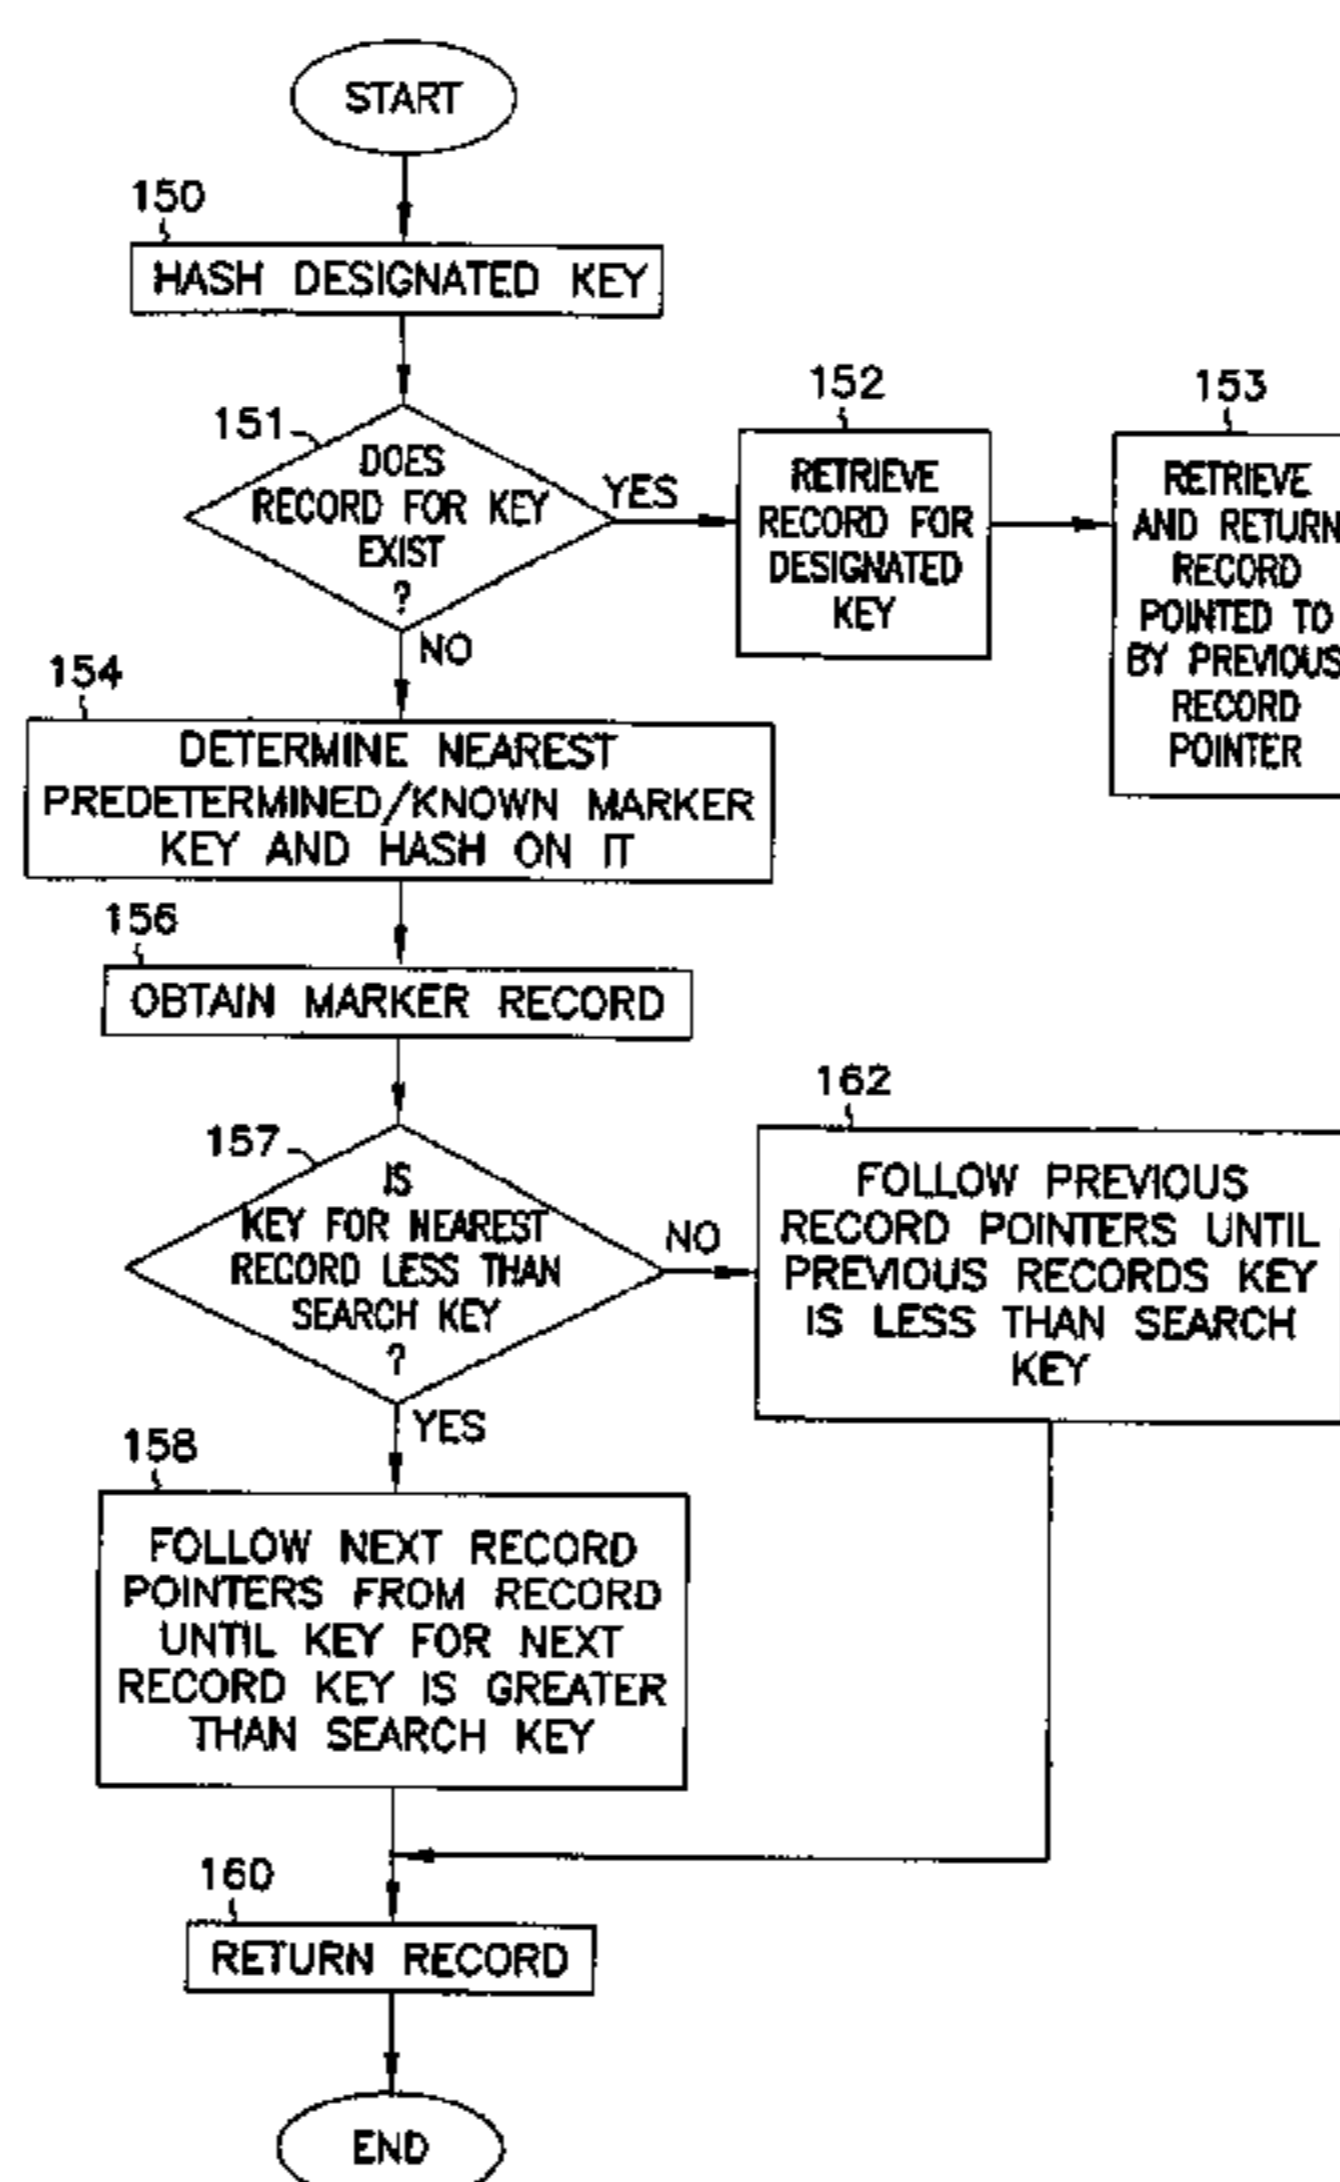 START
150
HASH DESIGNATED KEY
151
DOES
RECORD FOR KEY
EXIST
?
YES
NO
152
RETRIEVE
RECORD FOR
DESIGNATED
KEY
153
RETRIEVE
AND RETURN
RECORD
POINTED TO
BY PREVIOUS
RECORD
POINTER
154
DETERMINE NEAREST
PREDETERMINED/KNOWN MARKER
KEY AND HASH ON IT
156
OBTAIN MARKER RECORD
157
IS
KEY FOR NEAREST
RECORD LESS THAN
SEARCH KEY
?
NO
YES
162
FOLLOW PREVIOUS
RECORD POINTERS UNTIL
PREVIOUS RECORDS KEY
IS LESS THAN SEARCH
KEY
158
FOLLOW NEXT RECORD
POINTERS FROM RECORD
UNTIL KEY FOR NEXT
RECORD KEY IS GREATER
THAN SEARCH KEY
160
RETURN RECORD
END